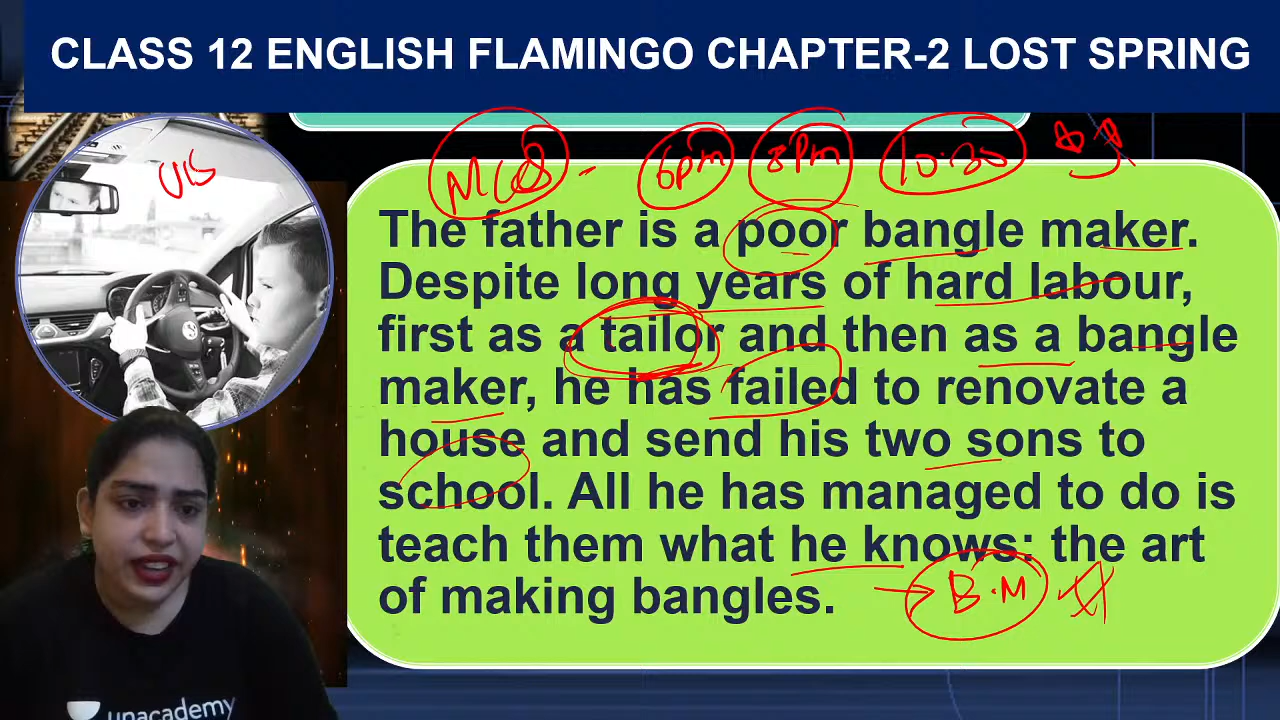 CLASS 12 ENGLISH FLAMINGO CHAPTER-2 LOST SPRING
MCQ - 6pm 8pm 10:30
The father is a poor bangle maker.
Despite long years of hard labour,
first as a tailor and then as a bangle
maker, he has failed to renovate a
house and send his two sons to
school. All he has managed to do is
teach them what he knows: the art
of making bangles.
→ B.M
unacademy